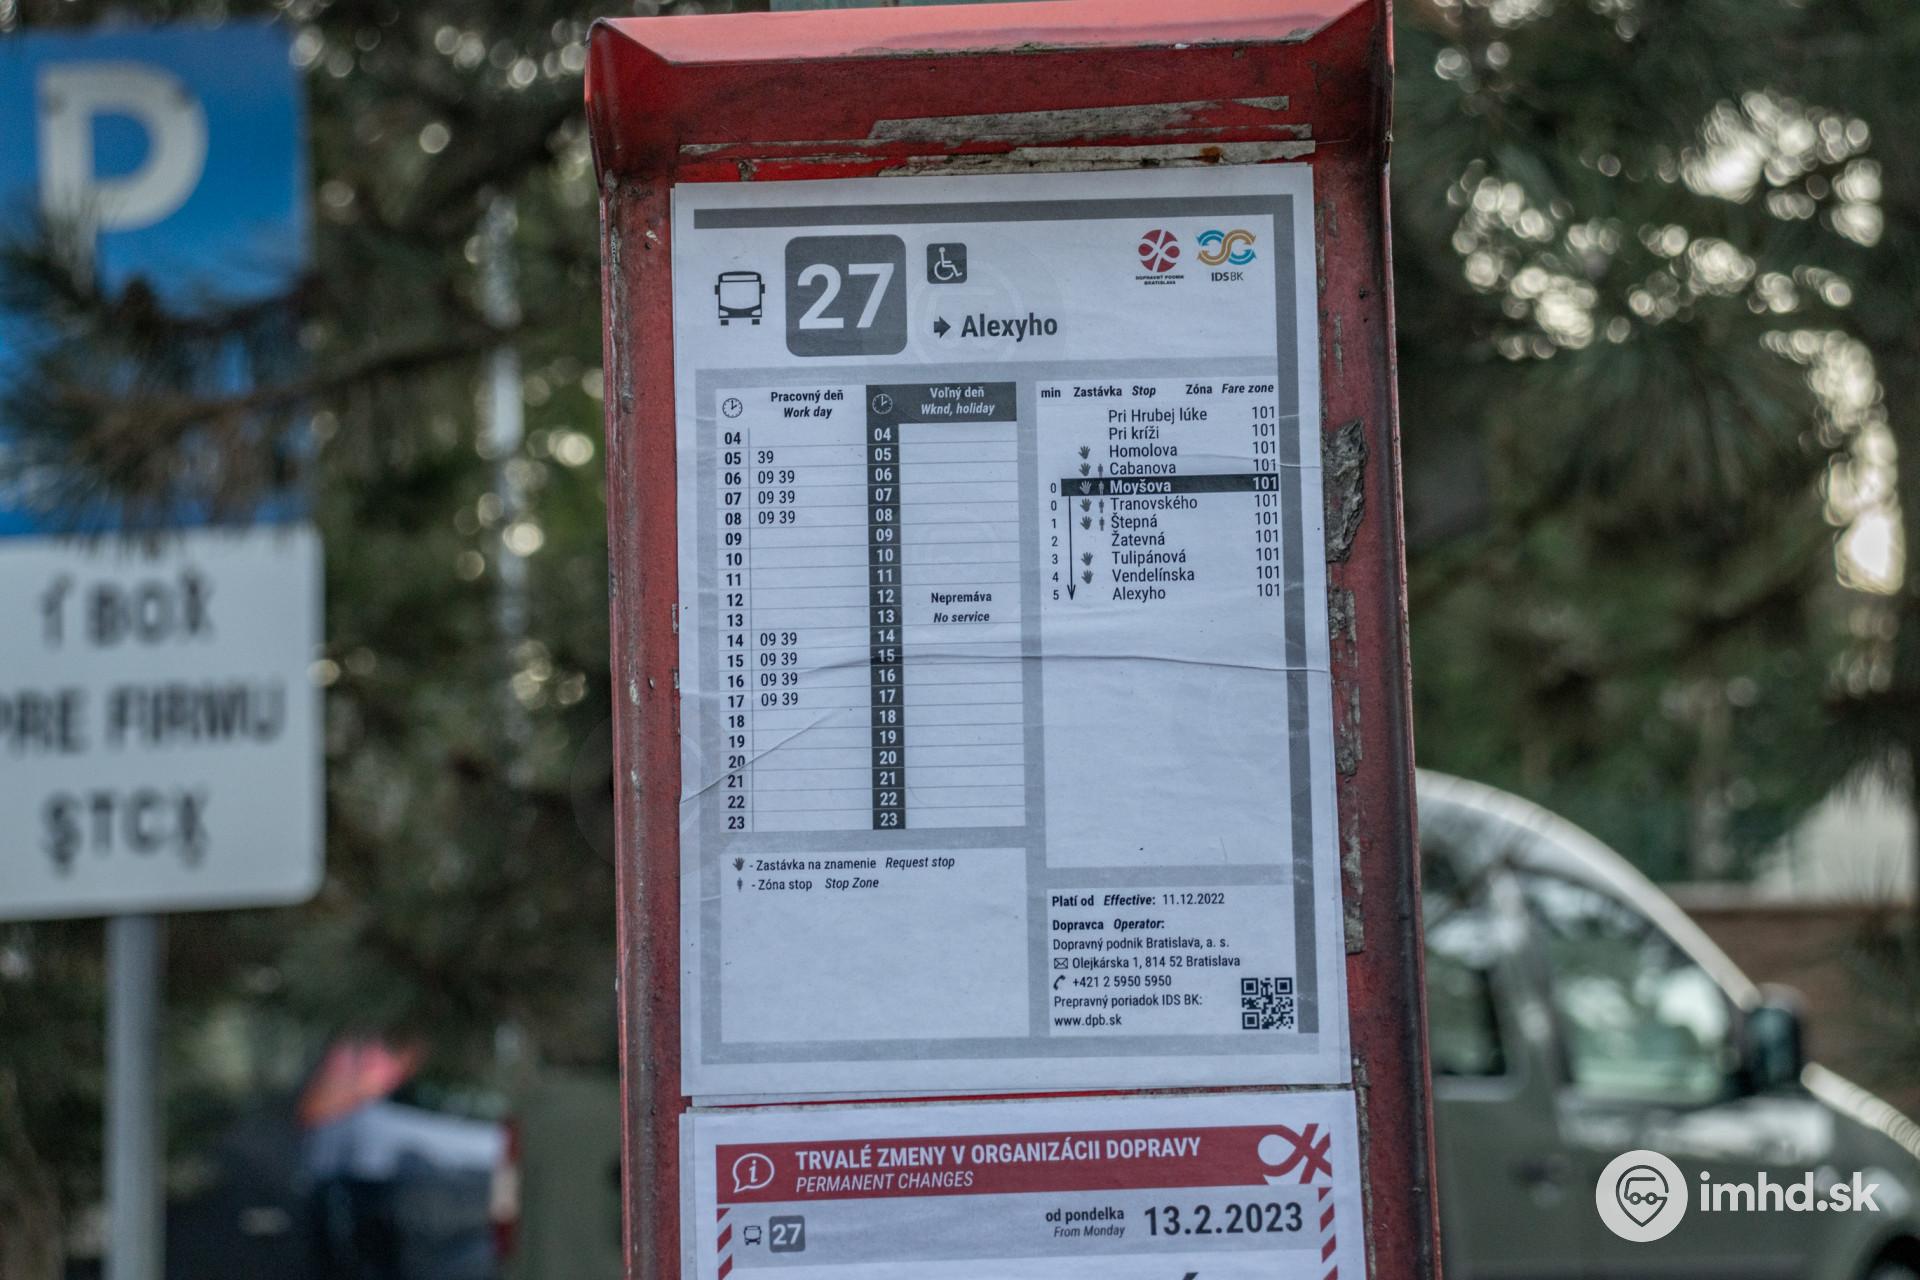 P
1 BOX
PRE FIRMU
STCK
27
→ Alexyho
DOPRAVNÝ PODNIK
BRATISLAVA
IDS BK
Pracovný deň
Work day
04
05 39
06 09 39
07 09 39
08 09 39
09
10
11
12
13
14 09 39
15 09 39
16 09 39
17 09 39
18
19
20
21
22
23
Voľný deň
Wknd, holiday
04
05
06
07
08
09
10
11
12 Nepremáva
13 No service
14
15
16
17
18
19
20
21
22
23
min Zastávka Stop Zóna Fare zone
Pri Hrubej lúke 101
Pri kríži 101
Homolova 101
Cabanova 101
0 Moyšova 101
0 Tranovského 101
1 Štepná 101
2 Žatevná 101
3 Tulipánová 101
4 Vendelínska 101
5 Alexyho 101
- Zastávka na znamenie Request stop
- Zóna stop Stop Zone
Platí od Effective: 11.12.2022
Dopravca Operator:
Dopravný podnik Bratislava, a. s.
Olejkárska 1, 814 52 Bratislava
+421 2 5950 5950
Prepravný poriadok IDS BK:
www.dpb.sk
TRVALÉ ZMENY V ORGANIZÁCII DOPRAVY
PERMANENT CHANGES
27
od pondelka
From Monday
13.2.2023
imhd.sk